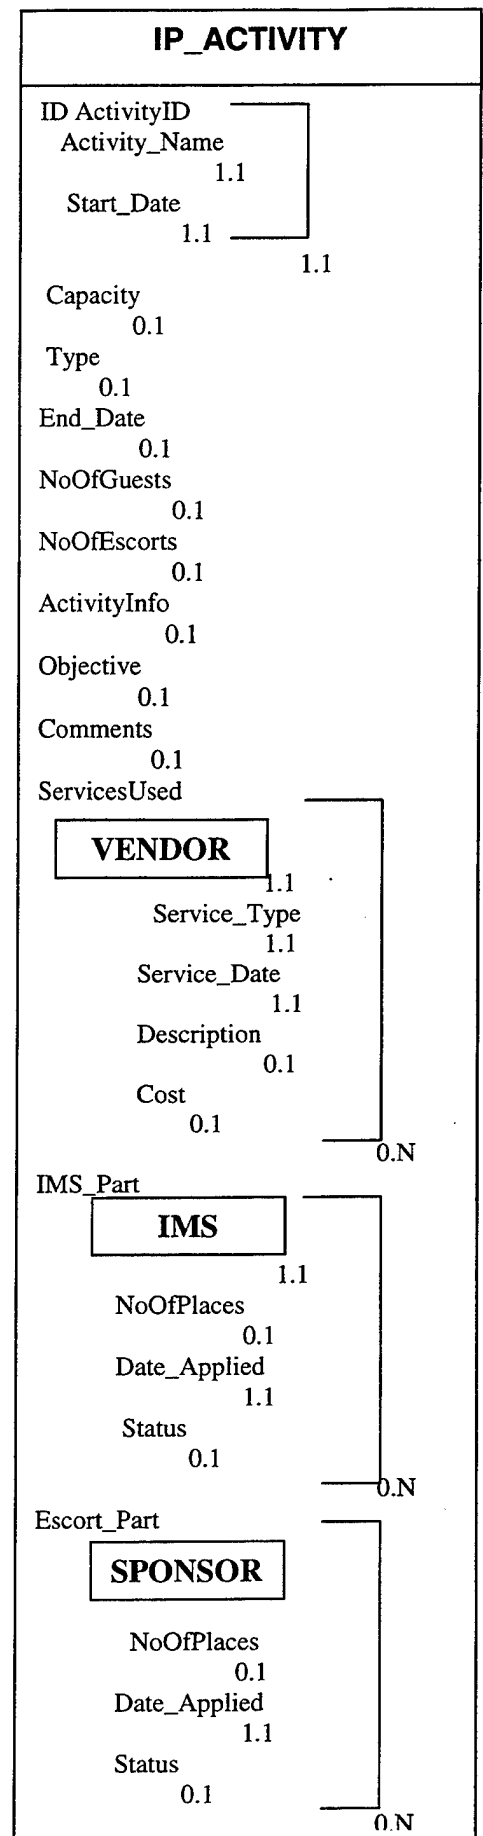 IP_ACTIVITY
ID ActivityID
Activity_Name
1.1
Start_Date
1.1
1.1
Capacity
0.1
Type
0.1
End_Date
0.1
NoOfGuests
0.1
NoOfEscorts
0.1
ActivityInfo
0.1
Objective
0.1
Comments
0.1
ServicesUsed
VENDOR
1.1
Service_Type
1.1
Service_Date
1.1
Description
0.1
Cost
0.1
0.N
IMS_Part
IMS
1.1
NoOfPlaces
0.1
Date_Applied
1.1
Status
0.1
0.N
Escort_Part
SPONSOR
NoOfPlaces
0.1
Date_Applied
1.1
Status
0.1
0.N